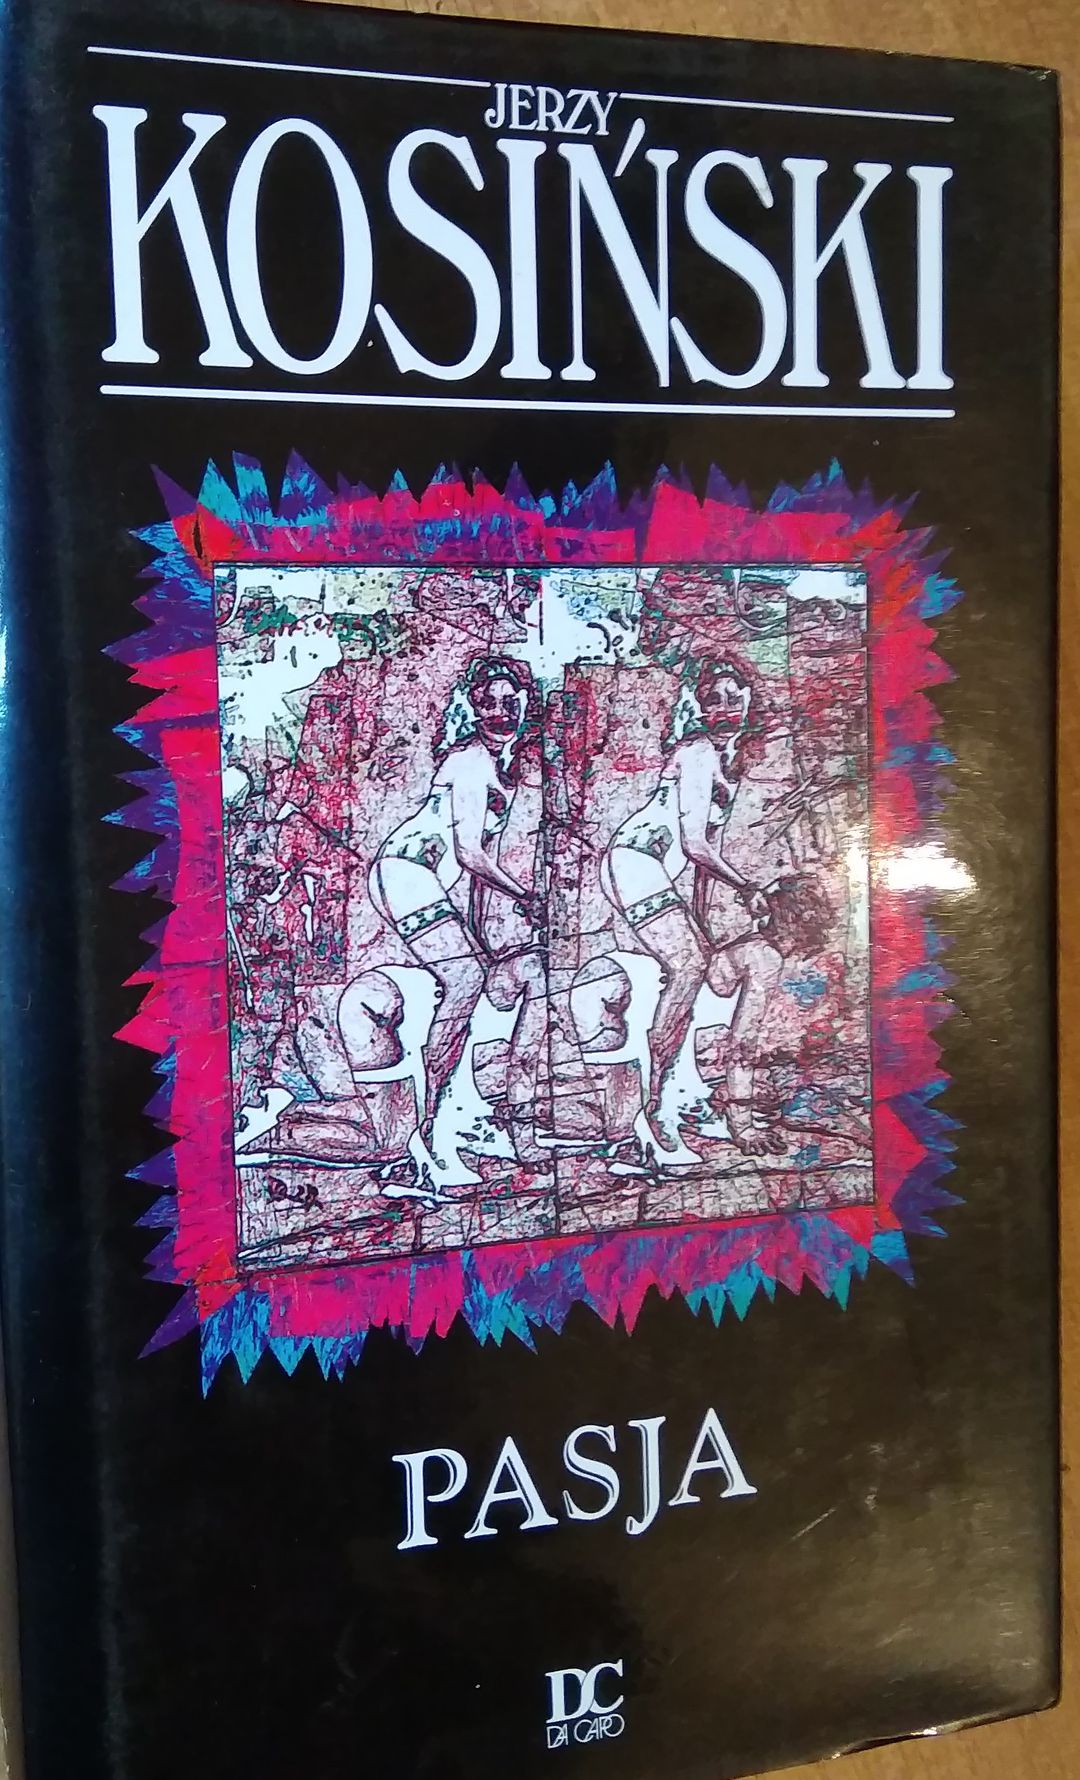 JERZY
KOSIŃSKI
PASJA
DC
DA CAPO